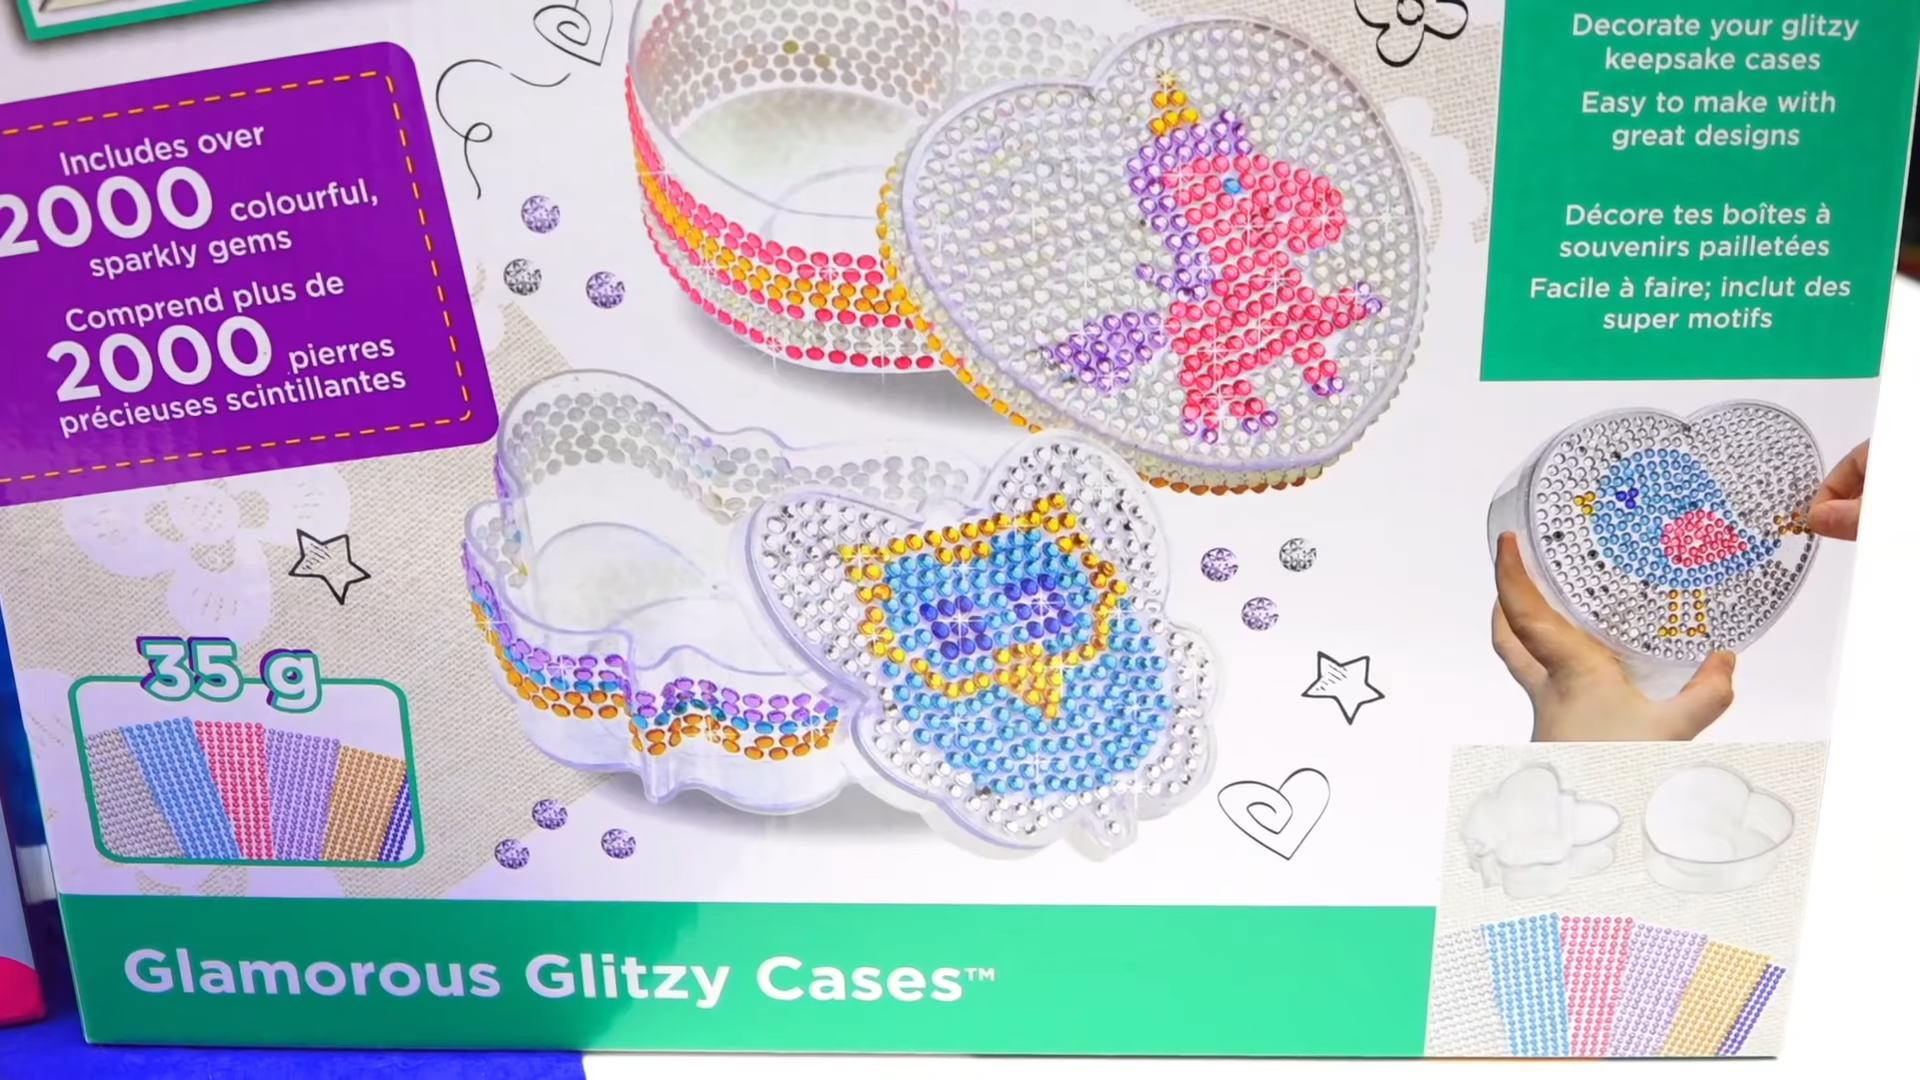 Includes over
2000 colourful,
sparkly gems
Comprend plus de
2000 pierres
précieuses scintillantes
Decorate your glitzy
keepsake cases
Easy to make with
great designs
Décore tes boîtes à
souvenirs pailletées
Facile à faire; inclut des
super motifs
35 g
Glamorous Glitzy Cases™